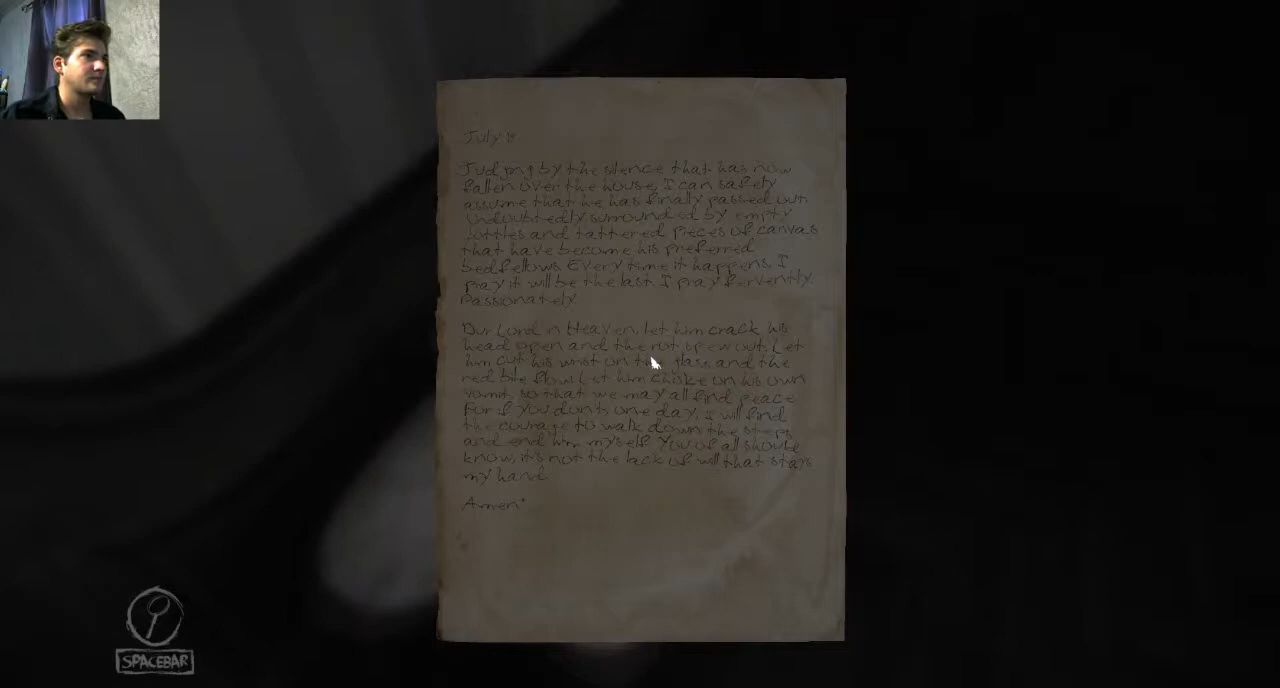 July 8
Judging by the silence that has now
fallen over the house, I can safely
assume that he has finally passed out.
Undoubtedly surrounded by empty
bottles and tattered pieces of canvas
that have become his preferred
bedfellows. Every time it happens, I
pray it will be the last. I pray fervently.
Passionately.
Our Lord in Heaven, let him crack his
head open and the rot spew out. Let
him cut his wrist on the glass and the
red bile flow. Let him choke on his own
vomit, so that we may all find peace.
For if you don't, one day, I will find
the courage to walk down the steps
and end him myself. You of all should
know, it's not the lack of will that stays
my hand.
Amen
SPACEBAR